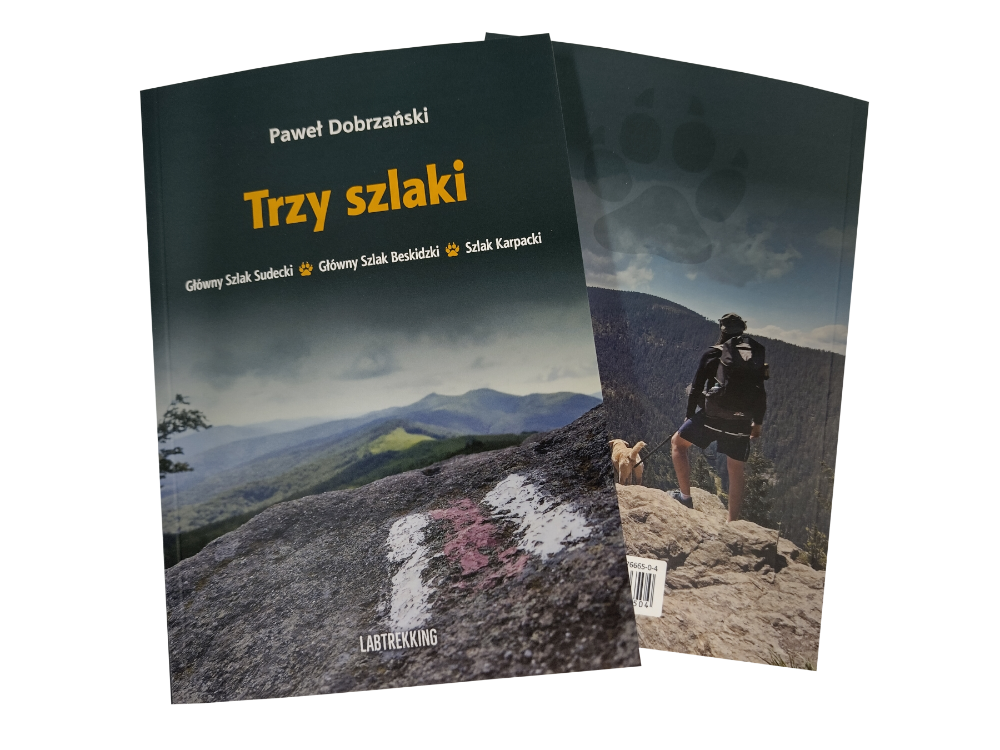 Paweł Dobrzański
Trzy szlaki
Główny Szlak Sudecki Główny Szlak Beskidzki Szlak Karpacki
LABTREKKING
76665-0-4
504